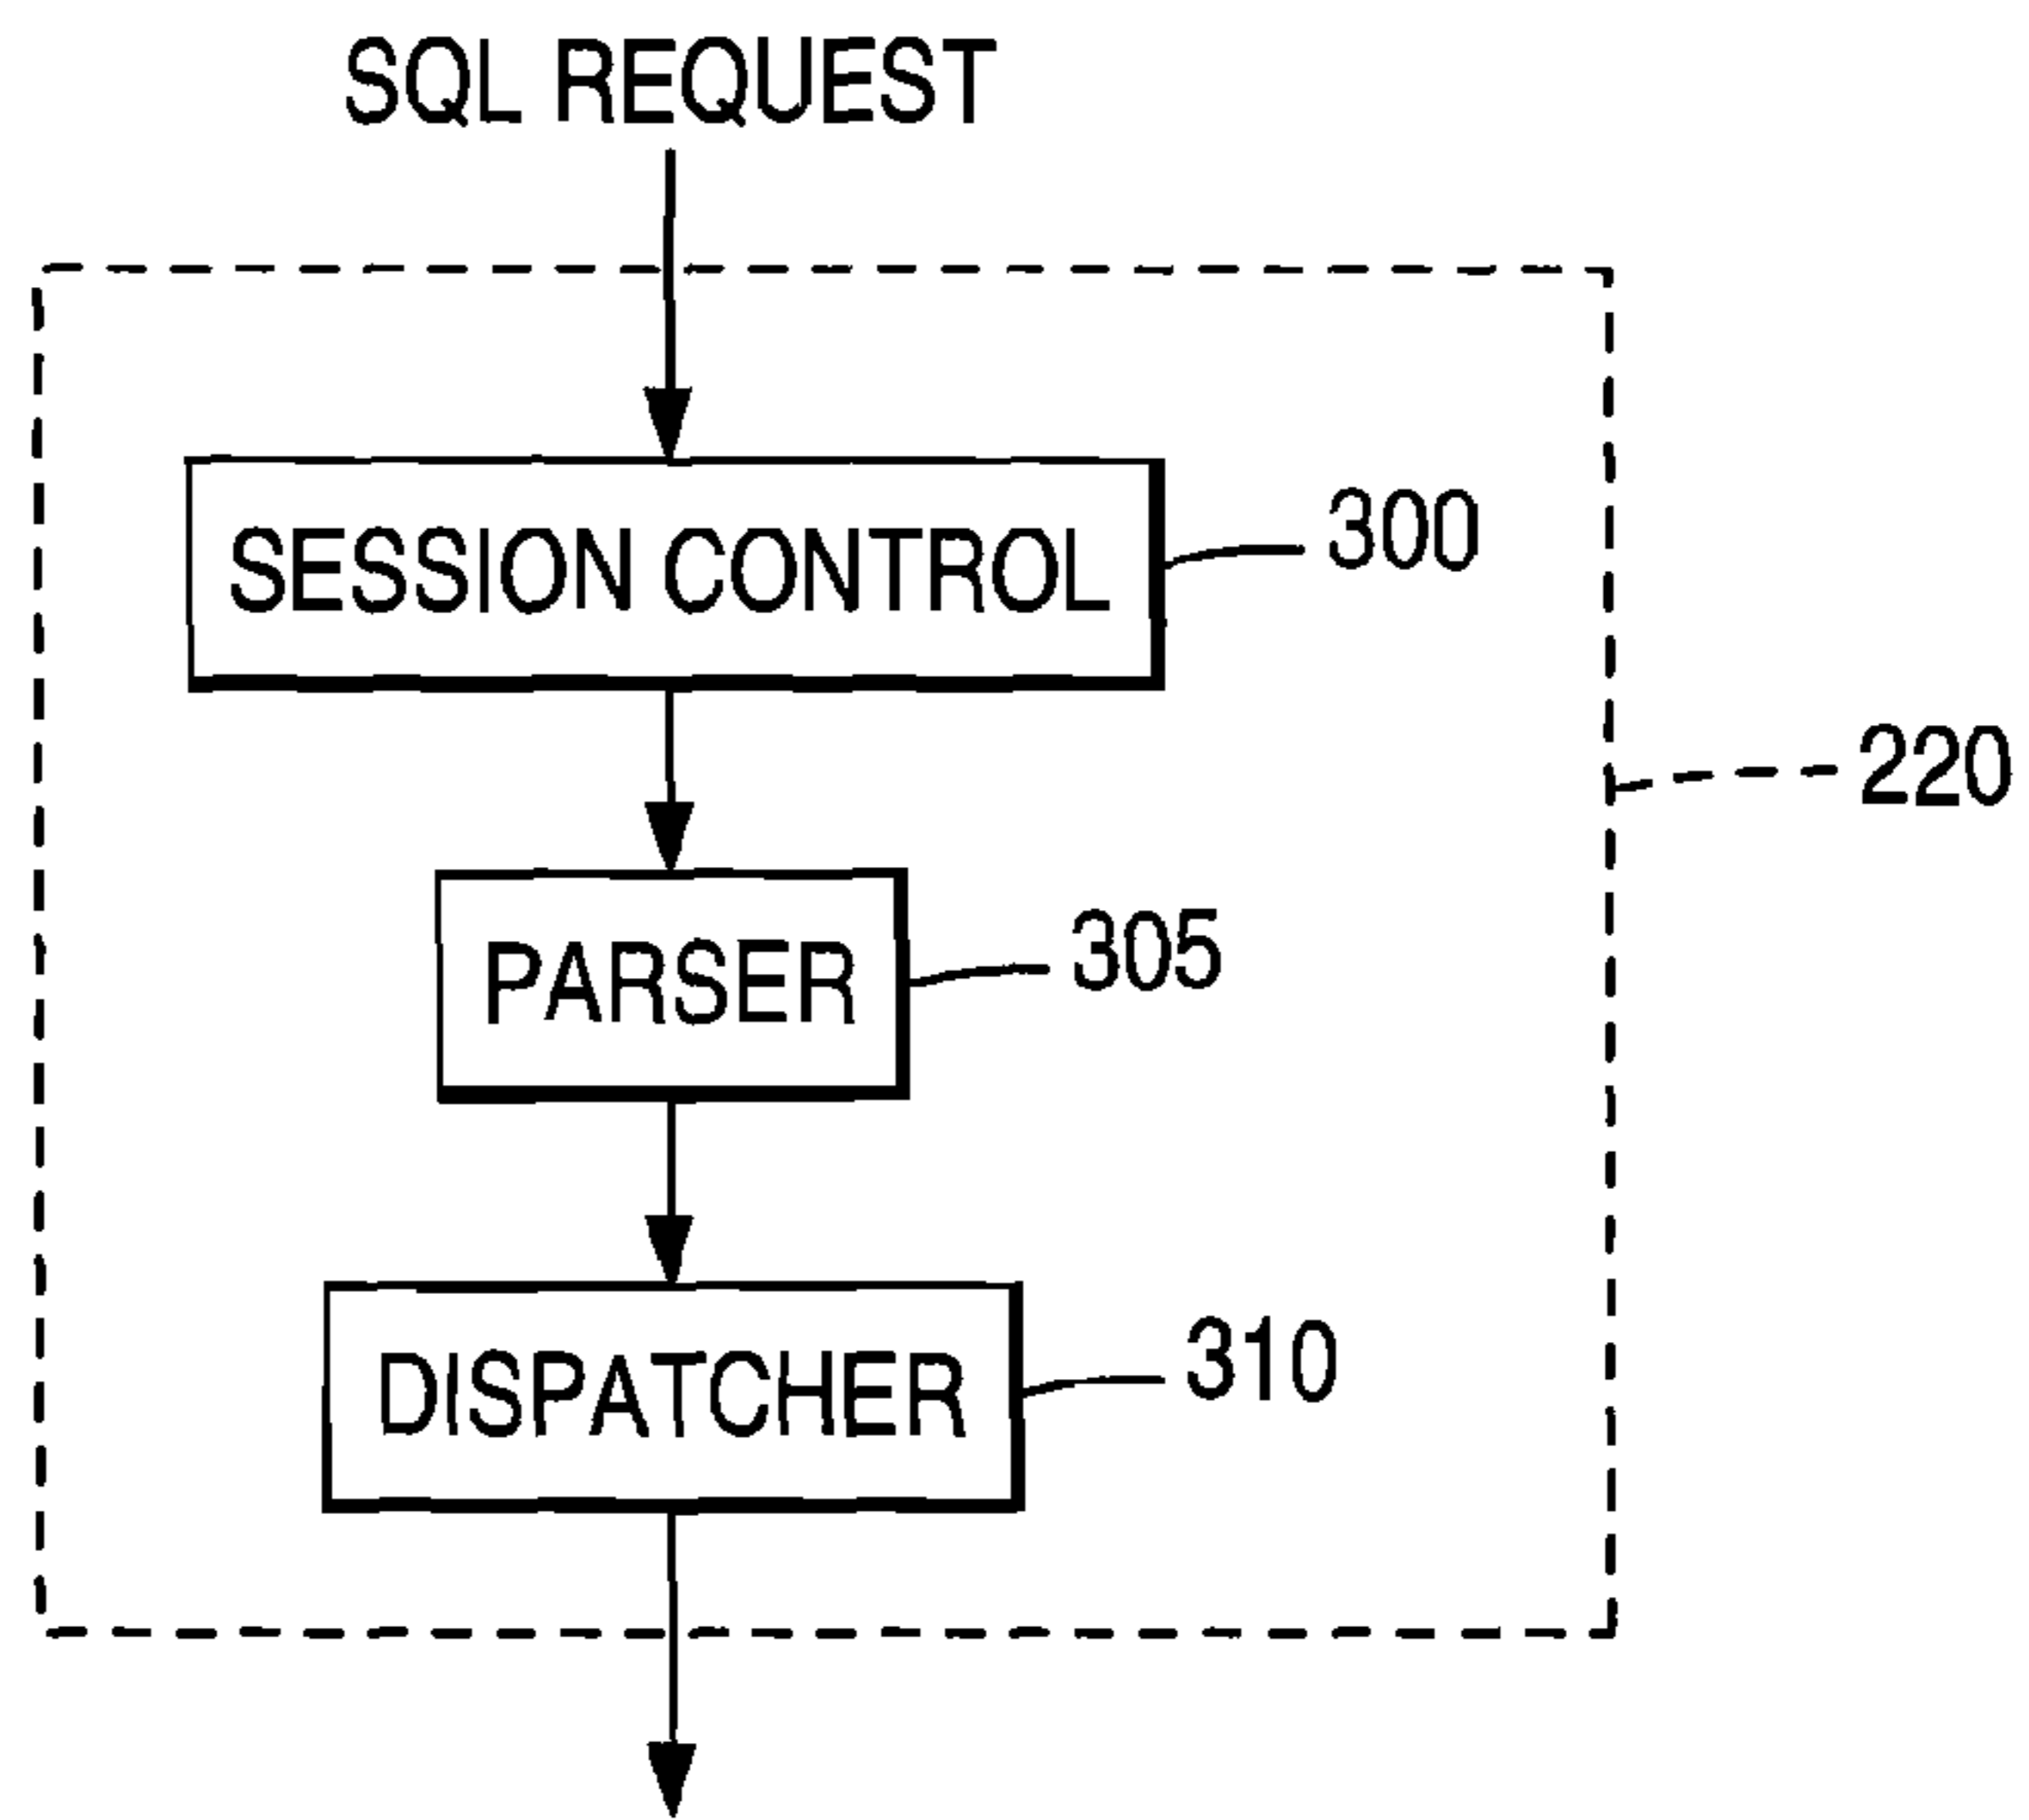 SQL REQUEST
SESSION CONTROL
300
220
PARSER
305
DISPATCHER
310